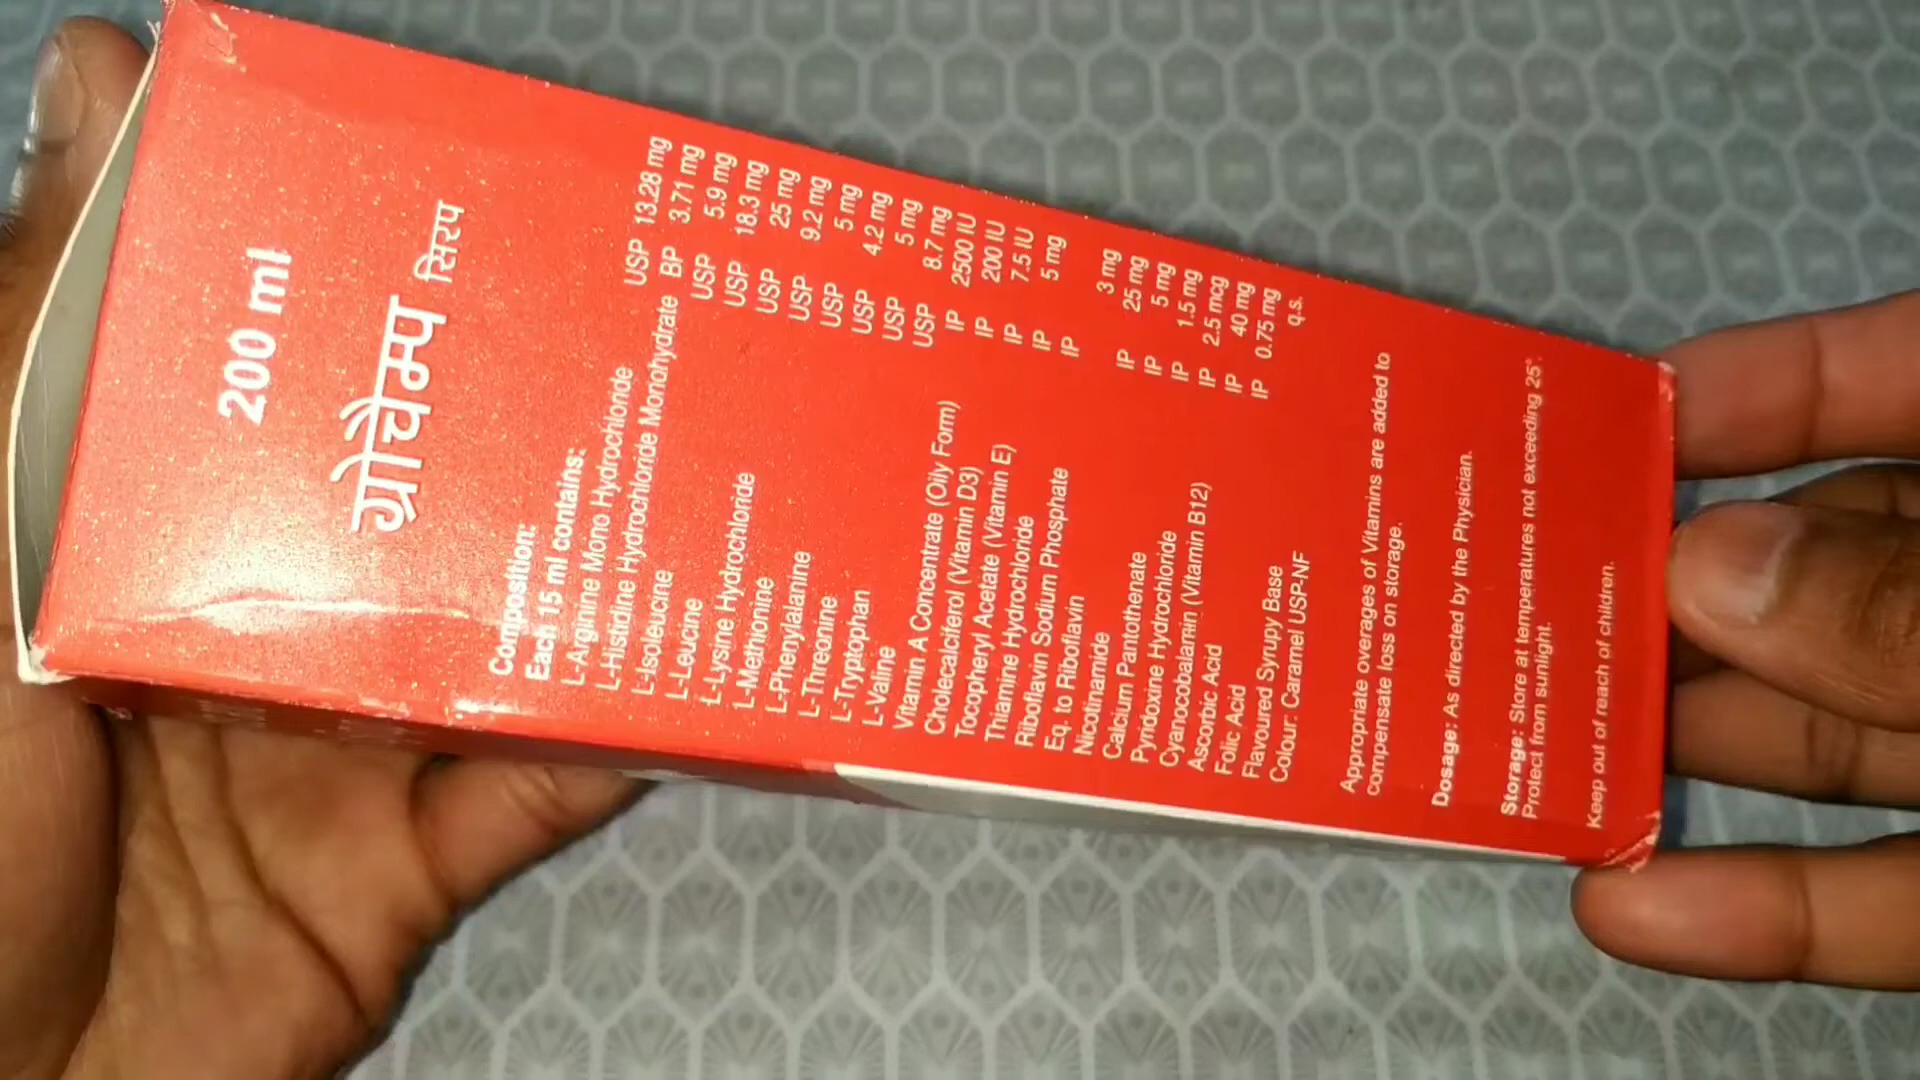 200 ml
ग्रोचैम्प सिरप
Composition:
Each 15 ml contains:
L-Arginine Mono Hydrochloride USP 13.28 mg
L-Histidine Hydrochloride Monohydrate BP 3.71 mg
L-Isoleucine USP 5.9 mg
L-Leucine USP 18.3 mg
L-Lysine Hydrochloride USP 25 mg
L-Methionine USP 9.2 mg
L-Phenylalanine USP 5 mg
L-Threonine USP 4.2 mg
L-Tryptophan USP 5 mg
L-Valine USP 8.7 mg
Vitamin A Concentrate (Oily Form) IP 2500 IU
Cholecalciferol (Vitamin D3) IP 200 IU
Tocopheryl Acetate (Vitamin E) IP 7.5 IU
Thiamine Hydrochloride IP 5 mg
Riboflavin Sodium Phosphate IP
Eq. to Riboflavin 3 mg
Nicotinamide IP 25 mg
Calcium Pantothenate IP 5 mg
Pyridoxine Hydrochloride IP 1.5 mg
Cyanocobalamin (Vitamin B12) IP 2.5 mcg
Ascorbic Acid IP 40 mg
Folic Acid IP 0.75 mg
Flavoured Syrupy Base q.s.
Colour: Caramel USP-NF
Appropriate overages of Vitamins are added to
compensate loss on storage.
Dosage: As directed by the Physician.
Storage: Store at temperatures not exceeding 25°.
Protect from sunlight.
Keep out of reach of children.